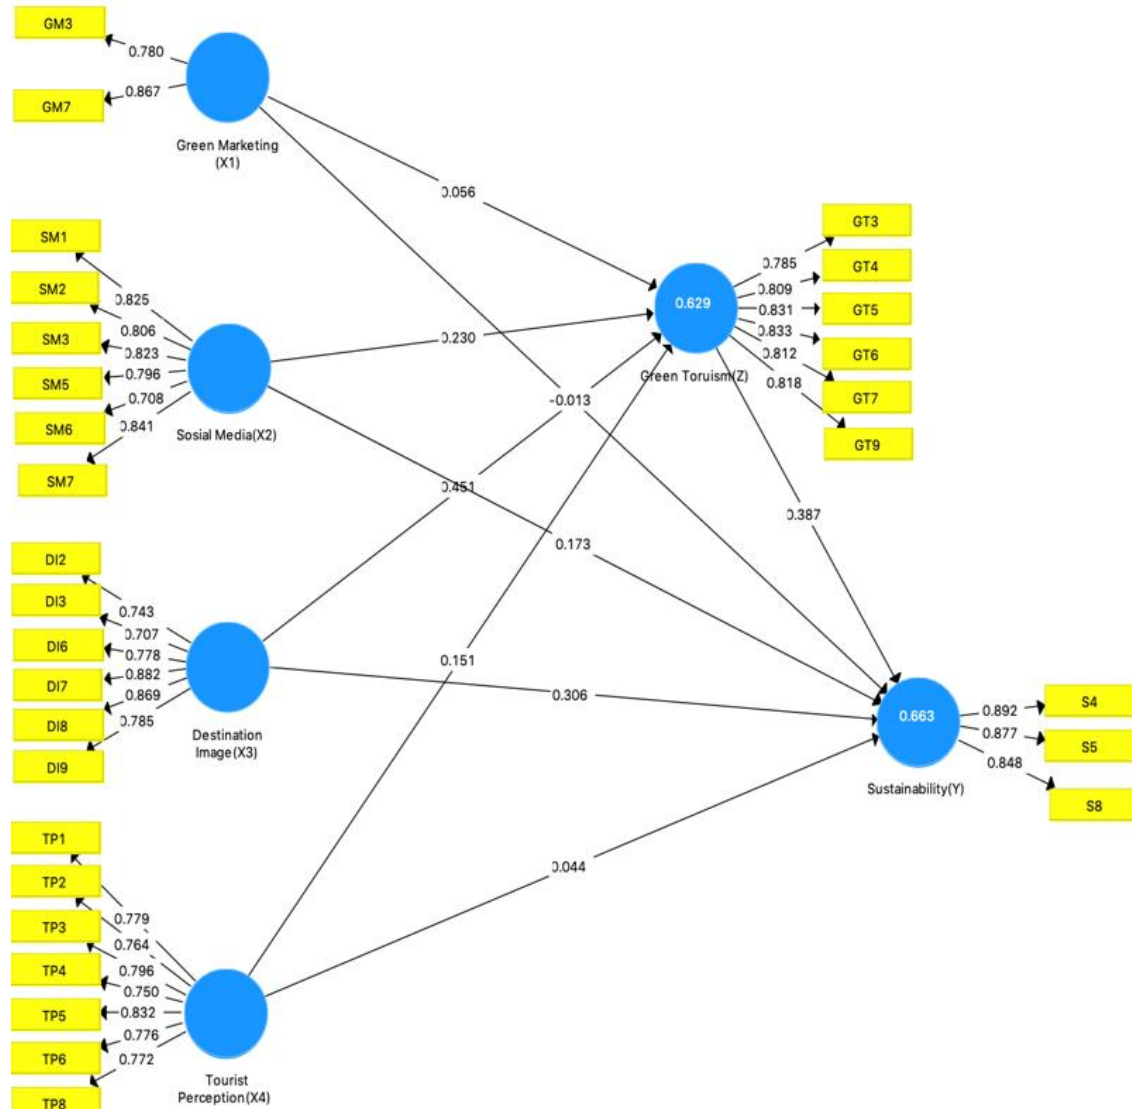 GM3
0.780
GM7
0.867
Green Marketing
(X1)
0.056
SM1
SM2
SM3
SM5
SM6
SM7
0.825
0.806
0.823
0.796
0.708
0.841
Sosial Media(X2)
0.230
-0.013
GT3
GT4
GT5
GT6
GT7
GT9
0.785
0.809
0.831
0.833
0.812
0.818
0.629
Green Toruism(Z)
0.451
0.173
0.387
DI2
DI3
DI6
DI7
DI8
DI9
0.743
0.707
0.778
0.882
0.869
0.785
Destination
Image(X3)
0.151
0.306
0.663
Sustainability(Y)
0.892
0.877
0.848
S4
S5
S8
0.044
TP1
TP2
TP3
TP4
TP5
TP6
TP8
0.779
0.764
0.796
0.750
0.832
0.776
0.772
Tourist
Perception(X4)